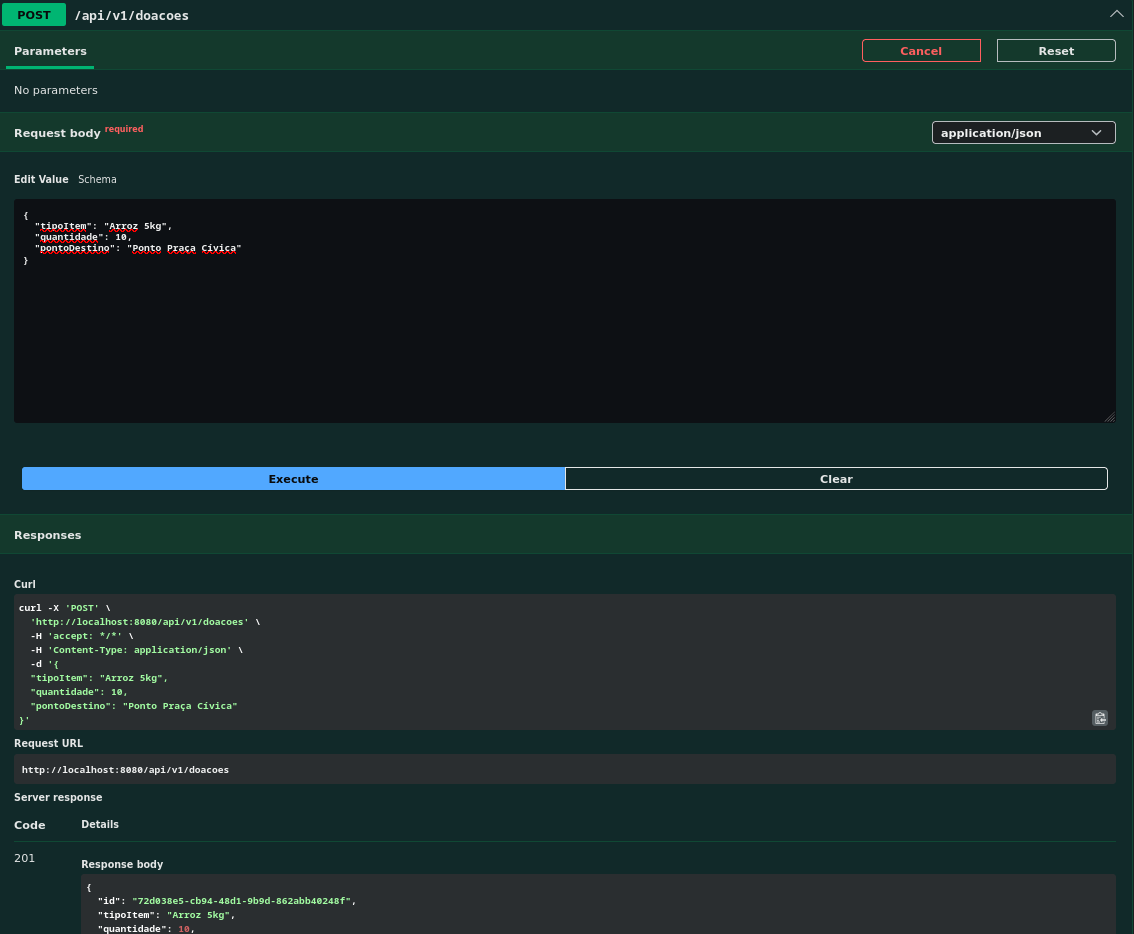 POST /api/v1/doacoes
Parameters
Cancel
Reset
No parameters
Request body required
application/json
Edit Value Schema
{
  "tipoItem": "Arroz 5kg",
  "quantidade": 10,
  "pontoDestino": "Ponto Praça Cívica"
}
Execute
Clear
Responses
Curl
curl -X 'POST' \
  'http://localhost:8080/api/v1/doacoes' \
  -H 'accept: */*' \
  -H 'Content-Type: application/json' \
  -d '{
  "tipoItem": "Arroz 5kg",
  "quantidade": 10,
  "pontoDestino": "Ponto Praça Cívica"
}'
Request URL
http://localhost:8080/api/v1/doacoes
Server response
Code Details
201
Response body
{
  "id": "72d038e5-cb94-48d1-9b9d-862abb40248f",
  "tipoItem": "Arroz 5kg",
  "quantidade": 10,